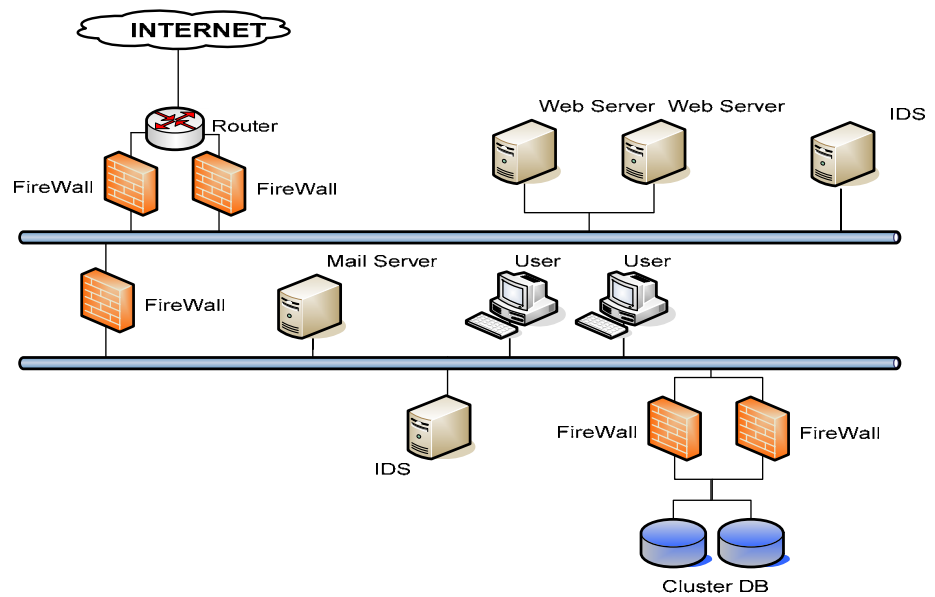 INTERNET
Router
Web Server
Web Server
IDS
FireWall
FireWall
FireWall
Mail Server
User
User
IDS
FireWall
FireWall
Cluster DB